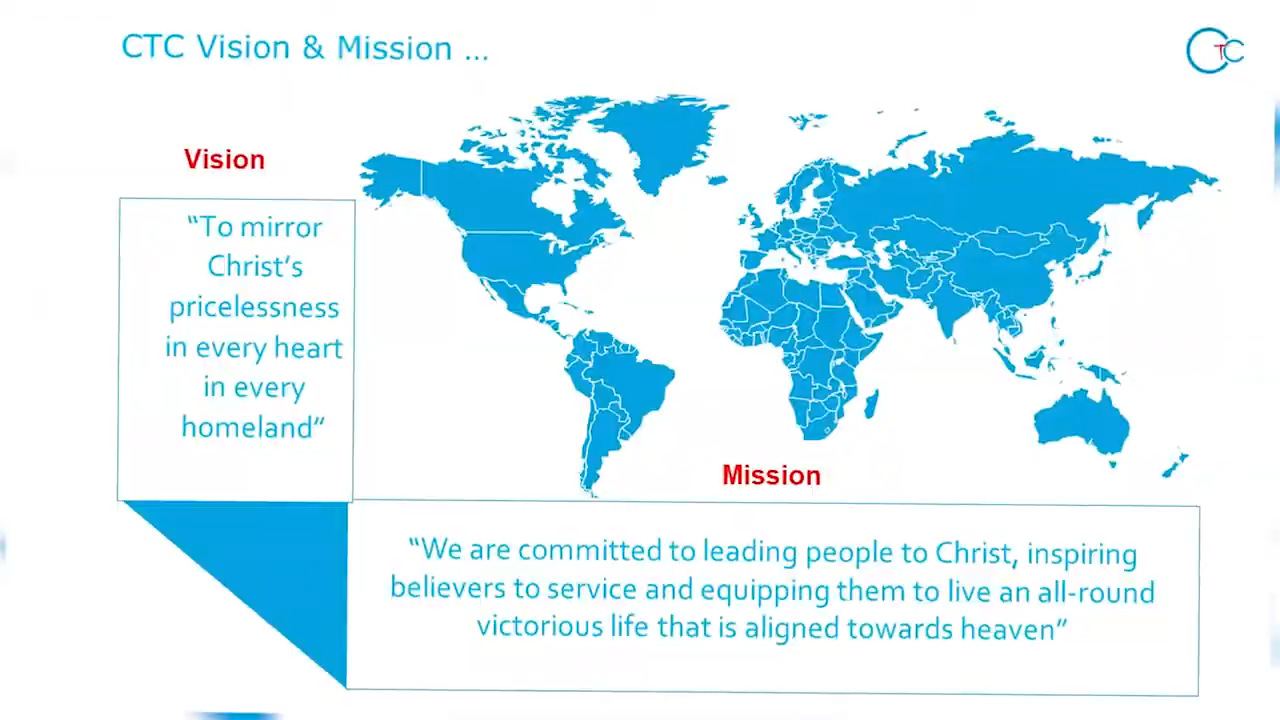 CTC Vision & Mission ...
CTC
Vision
“To mirror
Christ’s
pricelessness
in every heart
in every
homeland”
Mission
“We are committed to leading people to Christ, inspiring
believers to service and equipping them to live an all-round
victorious life that is aligned towards heaven”